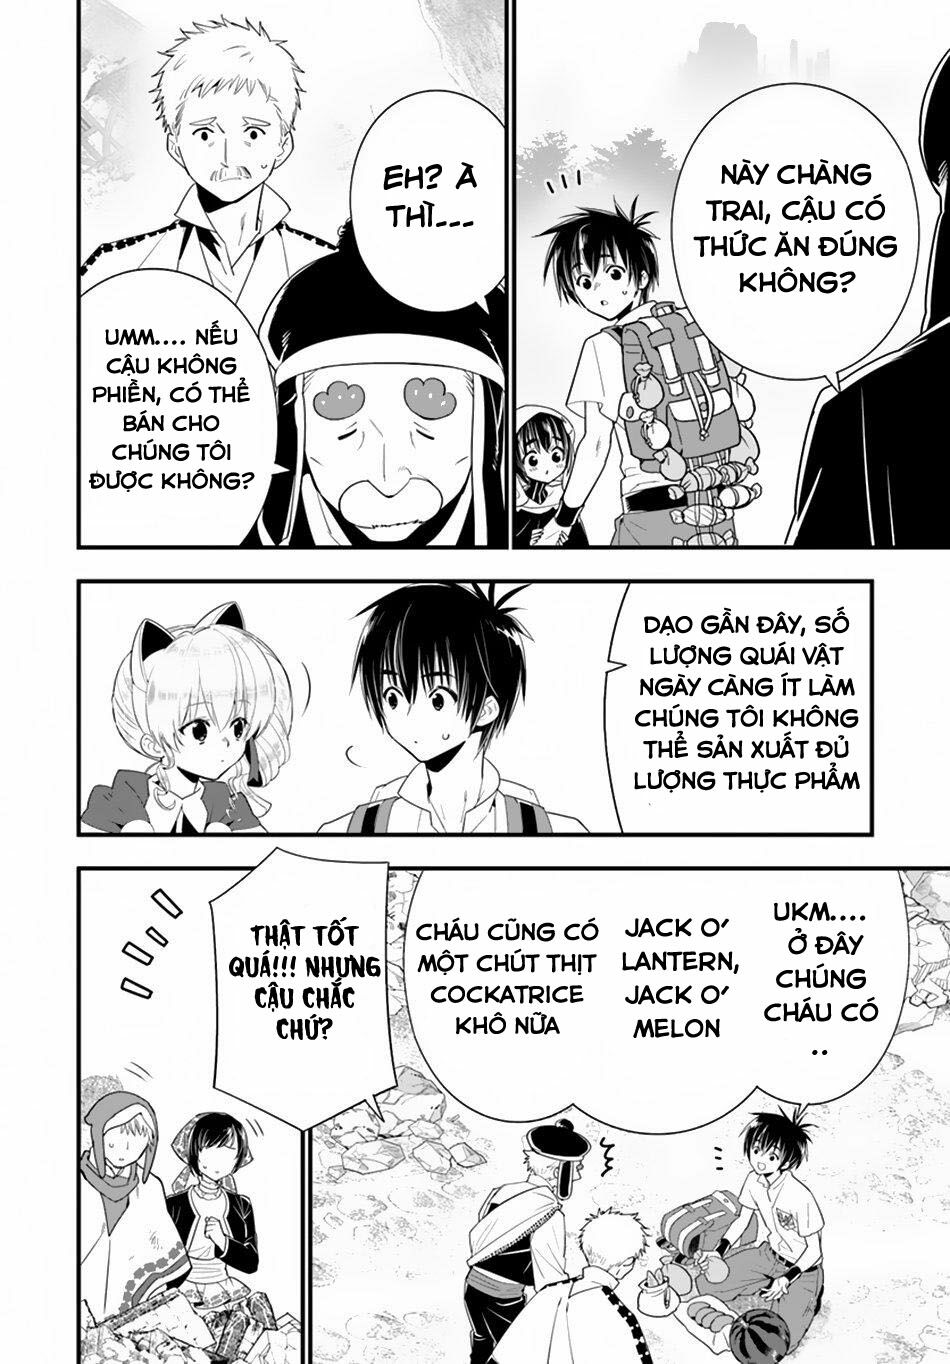 NÀY CHÀNG
TRAI, CẬU CÓ
THỨC ĂN ĐÚNG
KHÔNG?
EH? À
THÌ---
UMM.... NẾU
CẬU KHÔNG
PHIỀN, CÓ THỂ
BÁN CHO
CHÚNG TÔI
ĐƯỢC KHÔNG?
DẠO GẦN ĐÂY, SỐ
LƯỢNG QUÁI VẬT
NGÀY CÀNG ÍT LÀM
CHÚNG TÔI KHÔNG
THỂ SẢN XUẤT ĐỦ
LƯỢNG THỰC PHẨM
UKM....
Ở ĐÂY
CHÚNG
CHÁU CÓ
..
JACK O'
LANTERN,
JACK O'
MELON
CHÁU CŨNG CÓ
MỘT CHÚT THỊT
COCKATRICE
KHÔ NỮA
THẬT TỐT
QUÁ!!! NHƯNG
CẬU CHẮC
CHỨ?